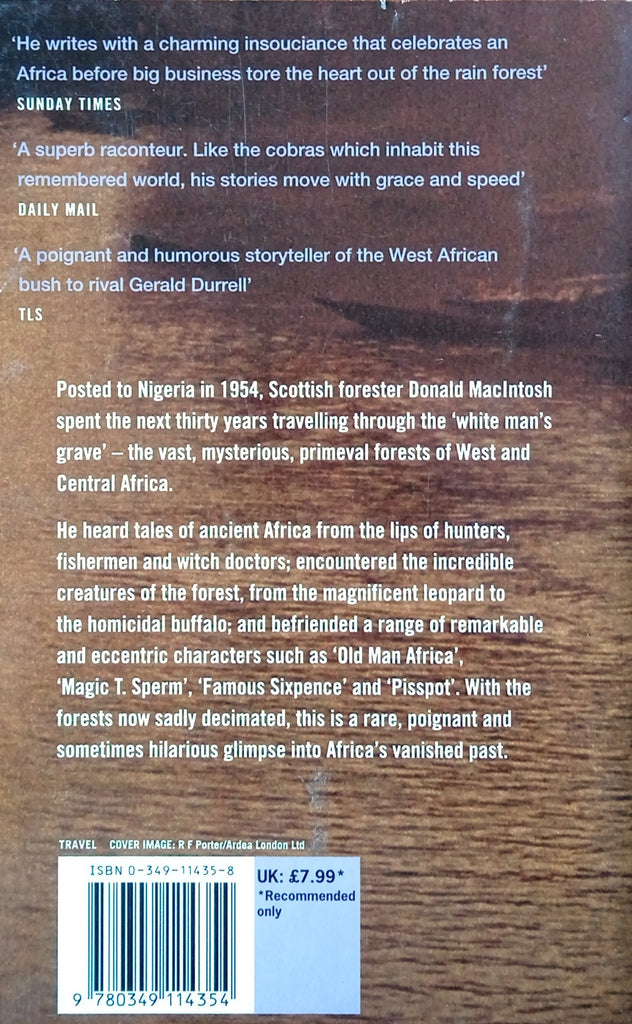 ‘He writes with a charming insouciance that celebrates an
Africa before big business tore the heart out of the rain forest’
SUNDAY TIMES
‘A superb raconteur. Like the cobras which inhabit this
remembered world, his stories move with grace and speed’
DAILY MAIL
‘A poignant and humorous storyteller of the West African
bush to rival Gerald Durrell’
TLS
Posted to Nigeria in 1954, Scottish forester Donald MacIntosh
spent the next thirty years travelling through the ‘white man’s
grave’ – the vast, mysterious, primeval forests of West and
Central Africa.
He heard tales of ancient Africa from the lips of hunters,
fishermen and witch doctors; encountered the incredible
creatures of the forest, from the magnificent leopard to
the homicidal buffalo; and befriended a range of remarkable
and eccentric characters such as ‘Old Man Africa’,
‘Magic T. Sperm’, ‘Famous Sixpence’ and ‘Pisspot’. With the
forests now sadly decimated, this is a rare, poignant and
sometimes hilarious glimpse into Africa’s vanished past.
TRAVEL COVER IMAGE: R F Porter/Ardea London Ltd
ISBN 0-349-11435-8
UK: £7.99*
*Recommended
only
9 780349 114354